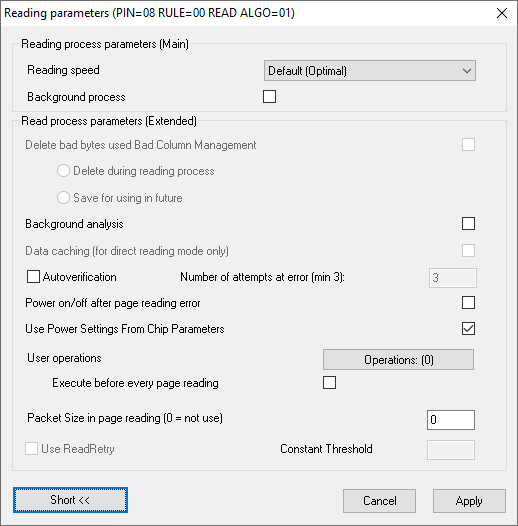 Reading parameters (PIN=08 RULE=00 READ ALGO=01)
Reading process parameters (Main)
Reading speed Default (Optimal)
Background process
Read process parameters (Extended)
Delete bad bytes used Bad Column Management
Delete during reading process
Save for using in future
Background analysis
Data caching (for direct reading mode only)
Autoverification Number of attempts at error (min 3): 3
Power on/off after page reading error
Use Power Settings From Chip Parameters
User operations Operations: (0)
Execute before every page reading
Packet Size in page reading (0 = not use) 0
Use ReadRetry Constant Threshold
Short << Cancel Apply